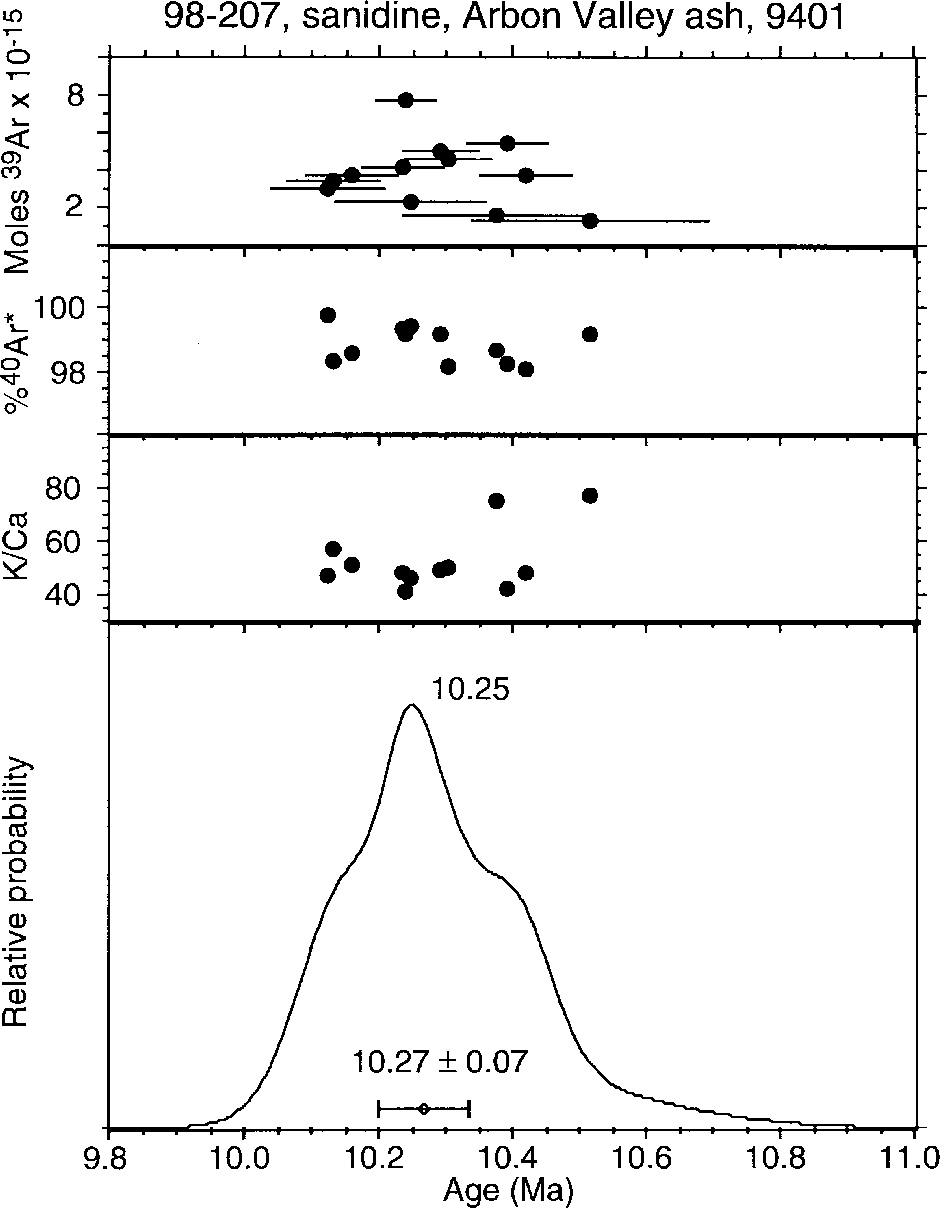 98-207, sanidine, Arbon Valley ash, 9401
Moles 39Ar x 10-15
8
2
%40Ar*
100
98
K/Ca
80
60
40
Relative probability
10.25
10.27 ± 0.07
9.8 10.0 10.2 10.4 10.6 10.8 11.0
Age (Ma)